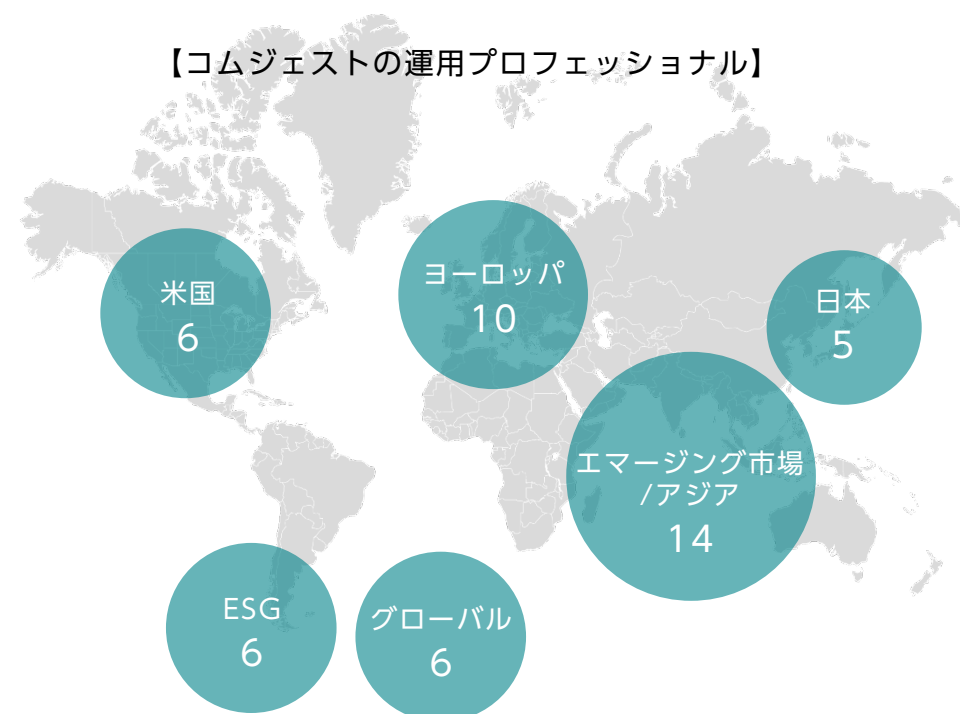 【コムジェストの運用プロフェッショナル】
米国
6
ヨーロッパ
10
日本
5
エマージング市場
/アジア
14
ESG
6
グローバル
6